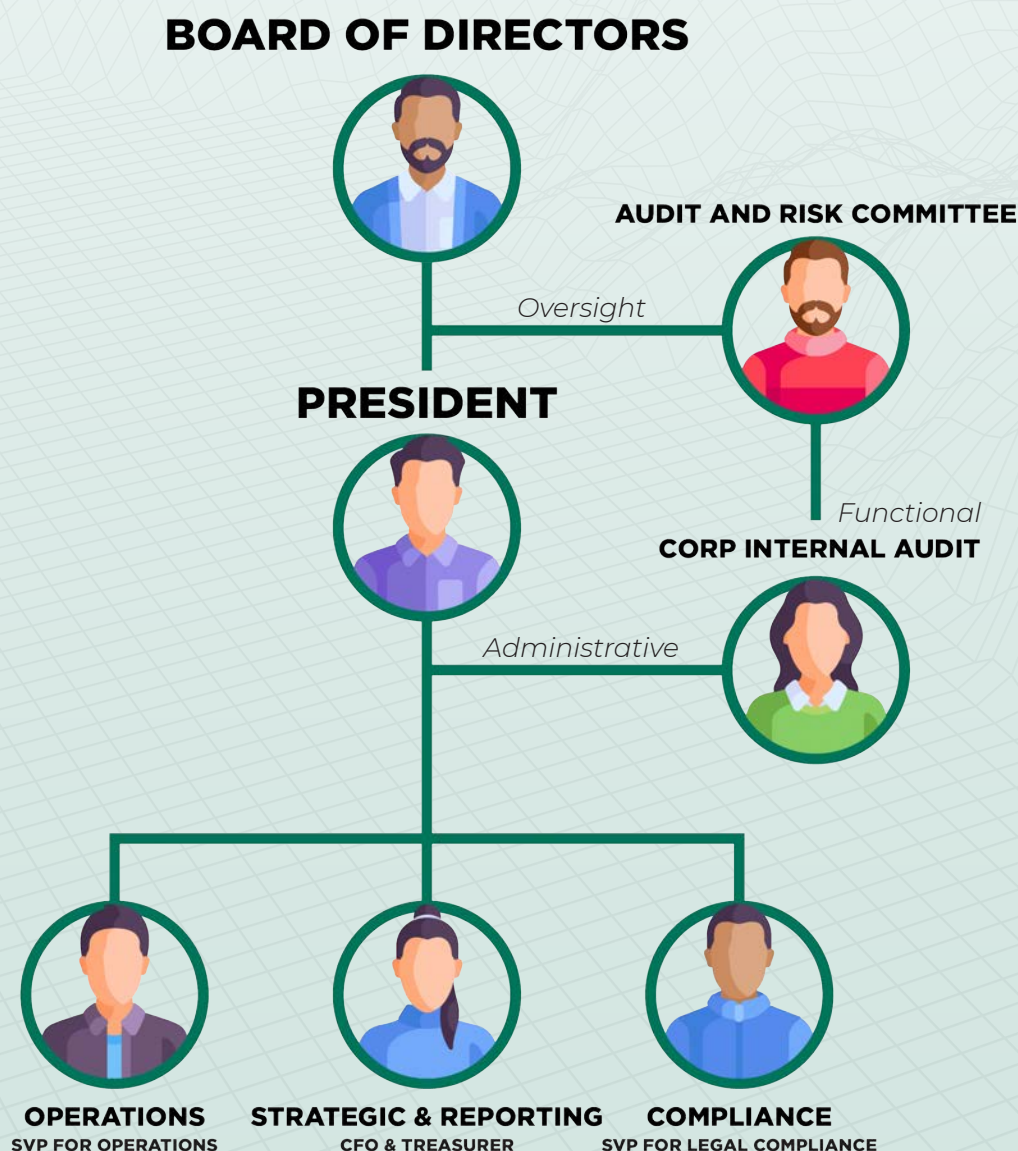 BOARD OF DIRECTORS
AUDIT AND RISK COMMITTEE
Oversight
PRESIDENT
Functional
CORP INTERNAL AUDIT
Administrative
OPERATIONS
SVP FOR OPERATIONS
STRATEGIC & REPORTING
CFO & TREASURER
COMPLIANCE
SVP FOR LEGAL COMPLIANCE